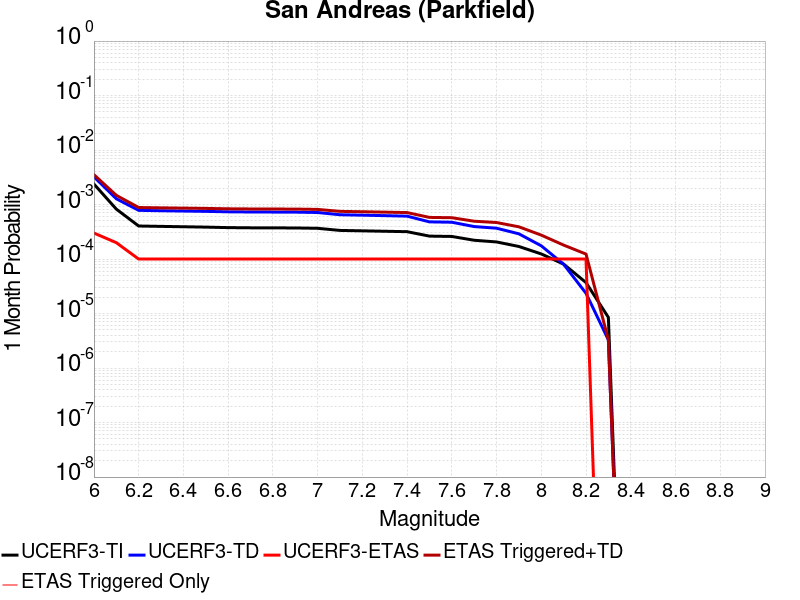 San Andreas (Parkfield)
10^0
10^-1
10^-2
10^-3
10^-4
10^-5
10^-6
10^-7
10^-8
1 Month Probability
6 6.2 6.4 6.6 6.8 7 7.2 7.4 7.6 7.8 8 8.2 8.4 8.6 8.8 9
Magnitude
UCERF3-TI UCERF3-TD UCERF3-ETAS ETAS Triggered+TD
ETAS Triggered Only